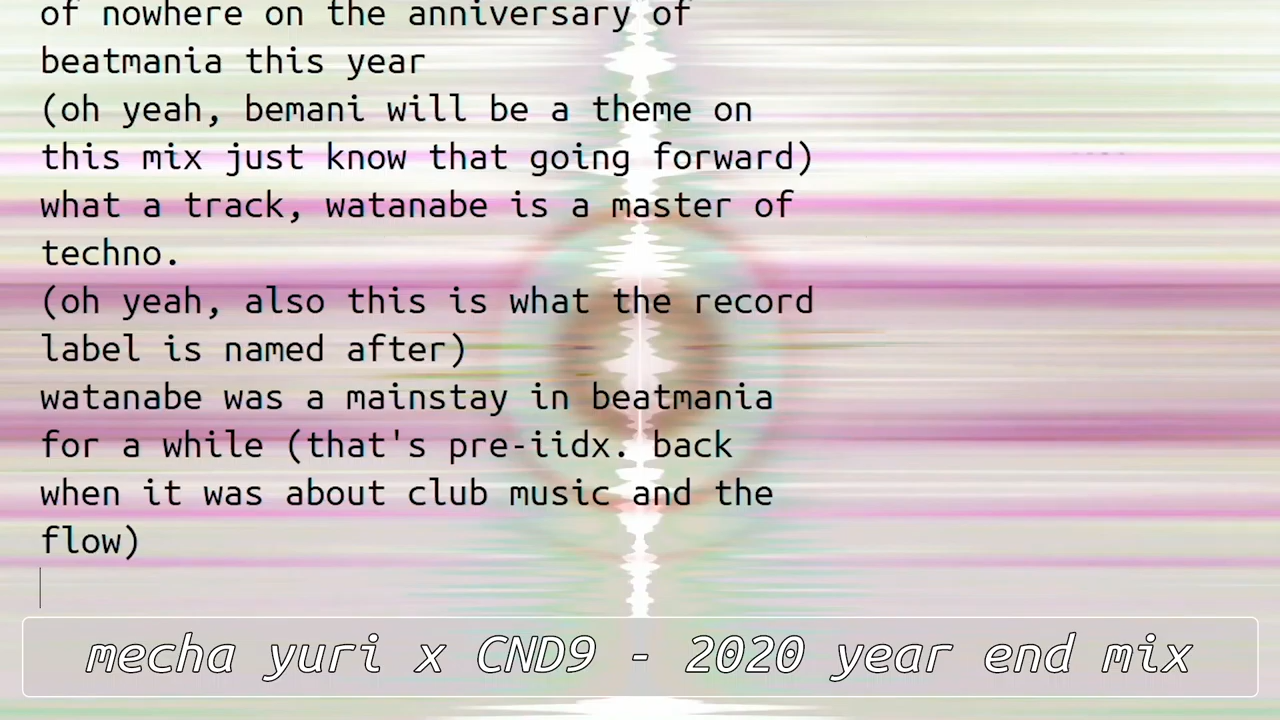 of nowhere on the anniversary of
beatmania this year
(oh yeah, bemani will be a theme on
this mix just know that going forward)
what a track, watanabe is a master of
techno.
(oh yeah, also this is what the record
label is named after)
watanabe was a mainstay in beatmania
for a while (that's pre-iidx. back
when it was about club music and the
flow)
mecha yuri x CND9 - 2020 year end mix